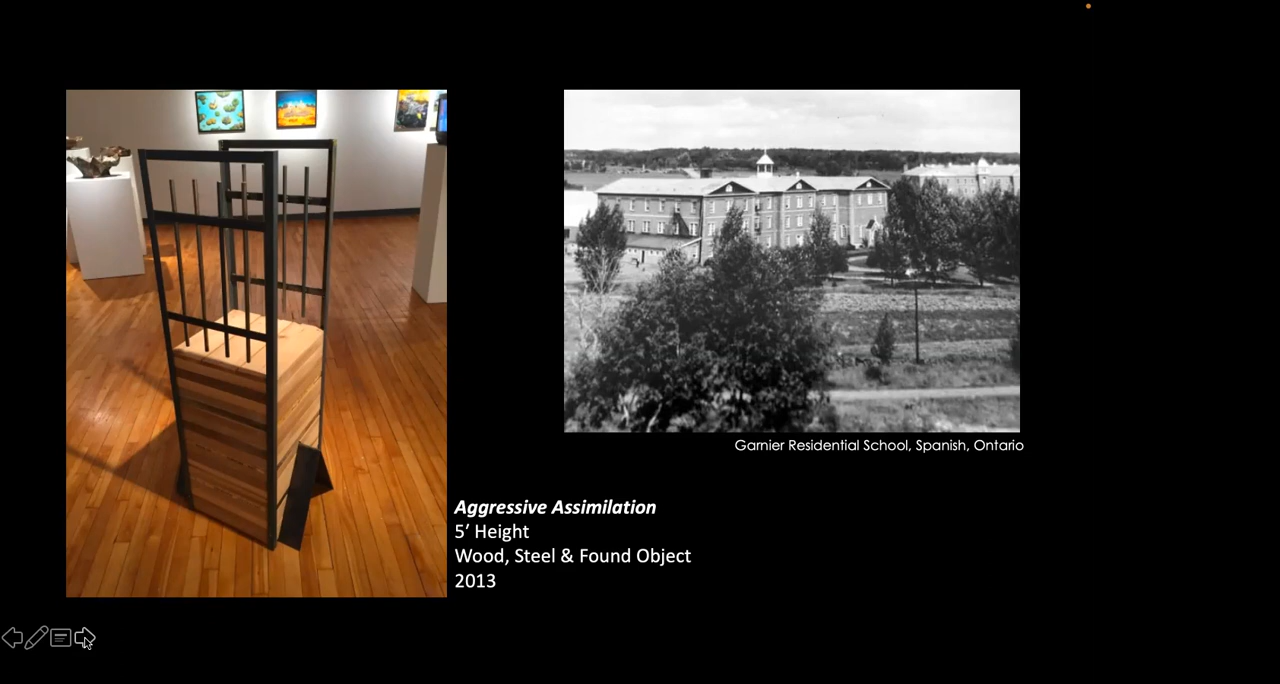 Garnier Residential School, Spanish, Ontario
Aggressive Assimilation
5’ Height
Wood, Steel & Found Object
2013